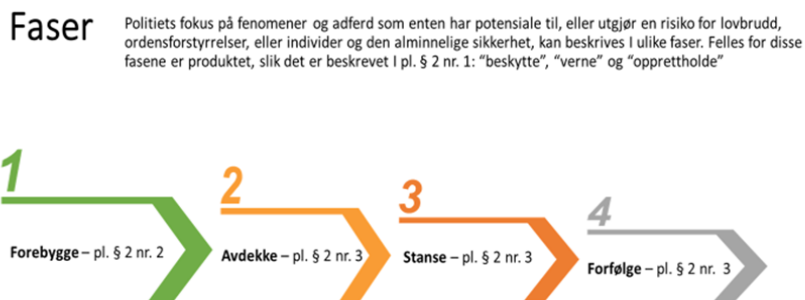 Faser
Politiets fokus på fenomener og adferd som enten har potensiale til, eller utgjør en risiko for lovbrudd,
ordensforstyrrelser, eller individer og den alminnelige sikkerhet, kan beskrives I ulike faser. Felles for disse
fasene er produktet, slik det er beskrevet I pl. § 2 nr. 1: “beskytte”, “verne” og “opprettholde”
1
Forebygge – pl. § 2 nr. 2
2
Avdekke – pl. § 2 nr. 3
3
Stanse – pl. § 2 nr. 3
4
Forfølge – pl. § 2 nr. 3